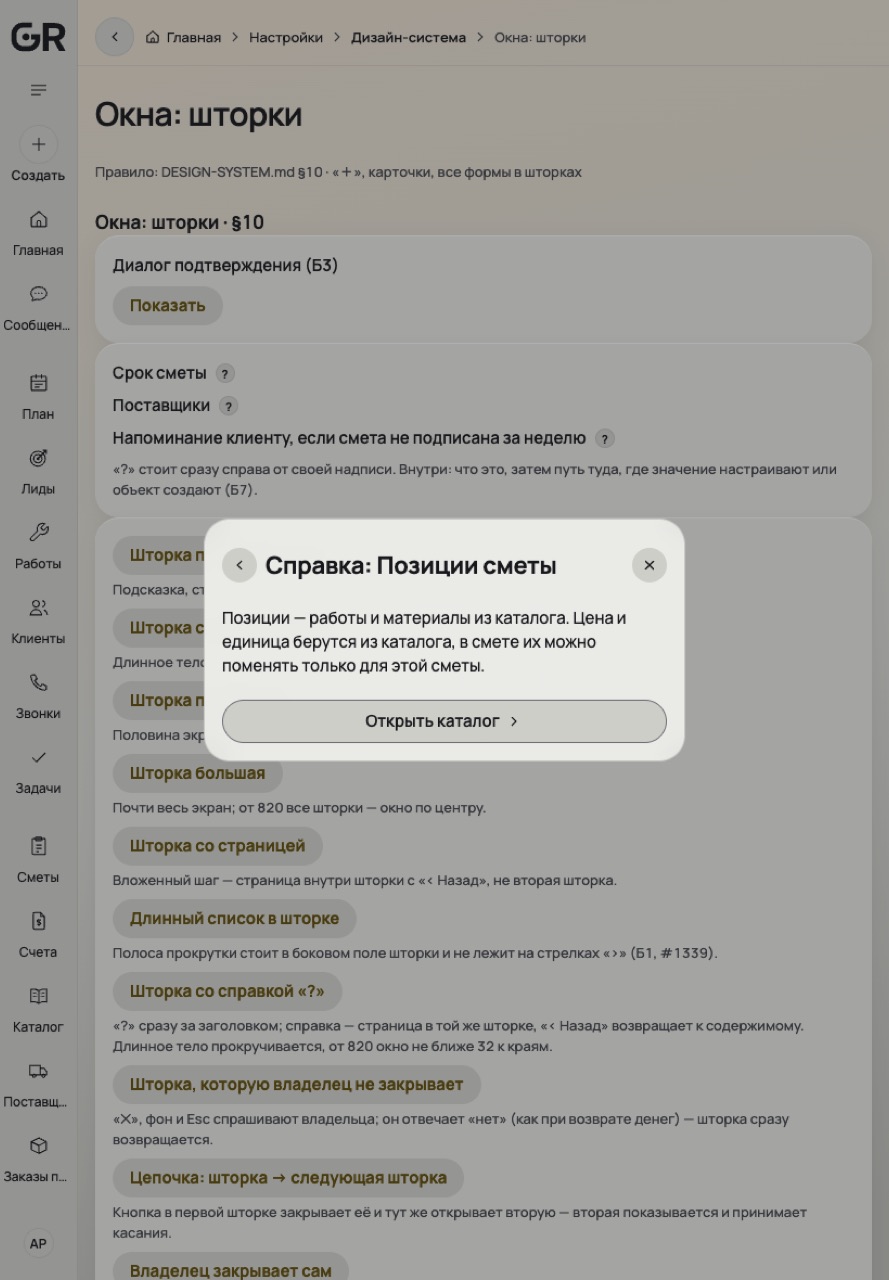 GR
Главная
Настройки
Дизайн-система
Окна: шторки
Создать
Главная
Сообщен...
План
Лиды
Работы
Клиенты
Звонки
Задачи
Сметы
Счета
Каталог
Поставщ...
Заказы п...
AP
Окна: шторки
Правило: DESIGN-SYSTEM.md §10 · «+», карточки, все формы в шторках
Окна: шторки · §10
Диалог подтверждения (Б3)
Показать
Срок сметы ?
Поставщики ?
Напоминание клиенту, если смета не подписана за неделю ?
«?» стоит сразу справа от своей надписи. Внутри: что это, затем путь туда, где значение настраивают или
объект создают (Б7).
Справка: Позиции сметы
Позиции — работы и материалы из каталога. Цена и
единица берутся из каталога, в смете их можно
поменять только для этой сметы.
Открыть каталог
Шторка
Подсказка,
Шторка
Длинное
Шторка
Половина
Шторка большая
Почти весь экран; от 820 все шторки — окно по центру.
Шторка со страницей
Вложенный шаг — страница внутри шторки с «‹ Назад», не вторая шторка.
Длинный список в шторке
Полоса прокрутки стоит в боковом поле шторки и не лежит на стрелках «›» (Б1, #1339).
Шторка со справкой «?»
«?» сразу за заголовком; справка — страница в той же шторке, «‹ Назад» возвращает к содержимому.
Длинное тело прокручивается, от 820 окно не ближе 32 к краям.
Шторка, которую владелец не закрывает
«✕», фон и Esc спрашивают владельца; он отвечает «нет» (как при возврате денег) — шторка сразу
возвращается.
Цепочка: шторка → следующая шторка
Кнопка в первой шторке закрывает её и тут же открывает вторую — вторая показывается и принимает
касания.
Владелец закрывает сам